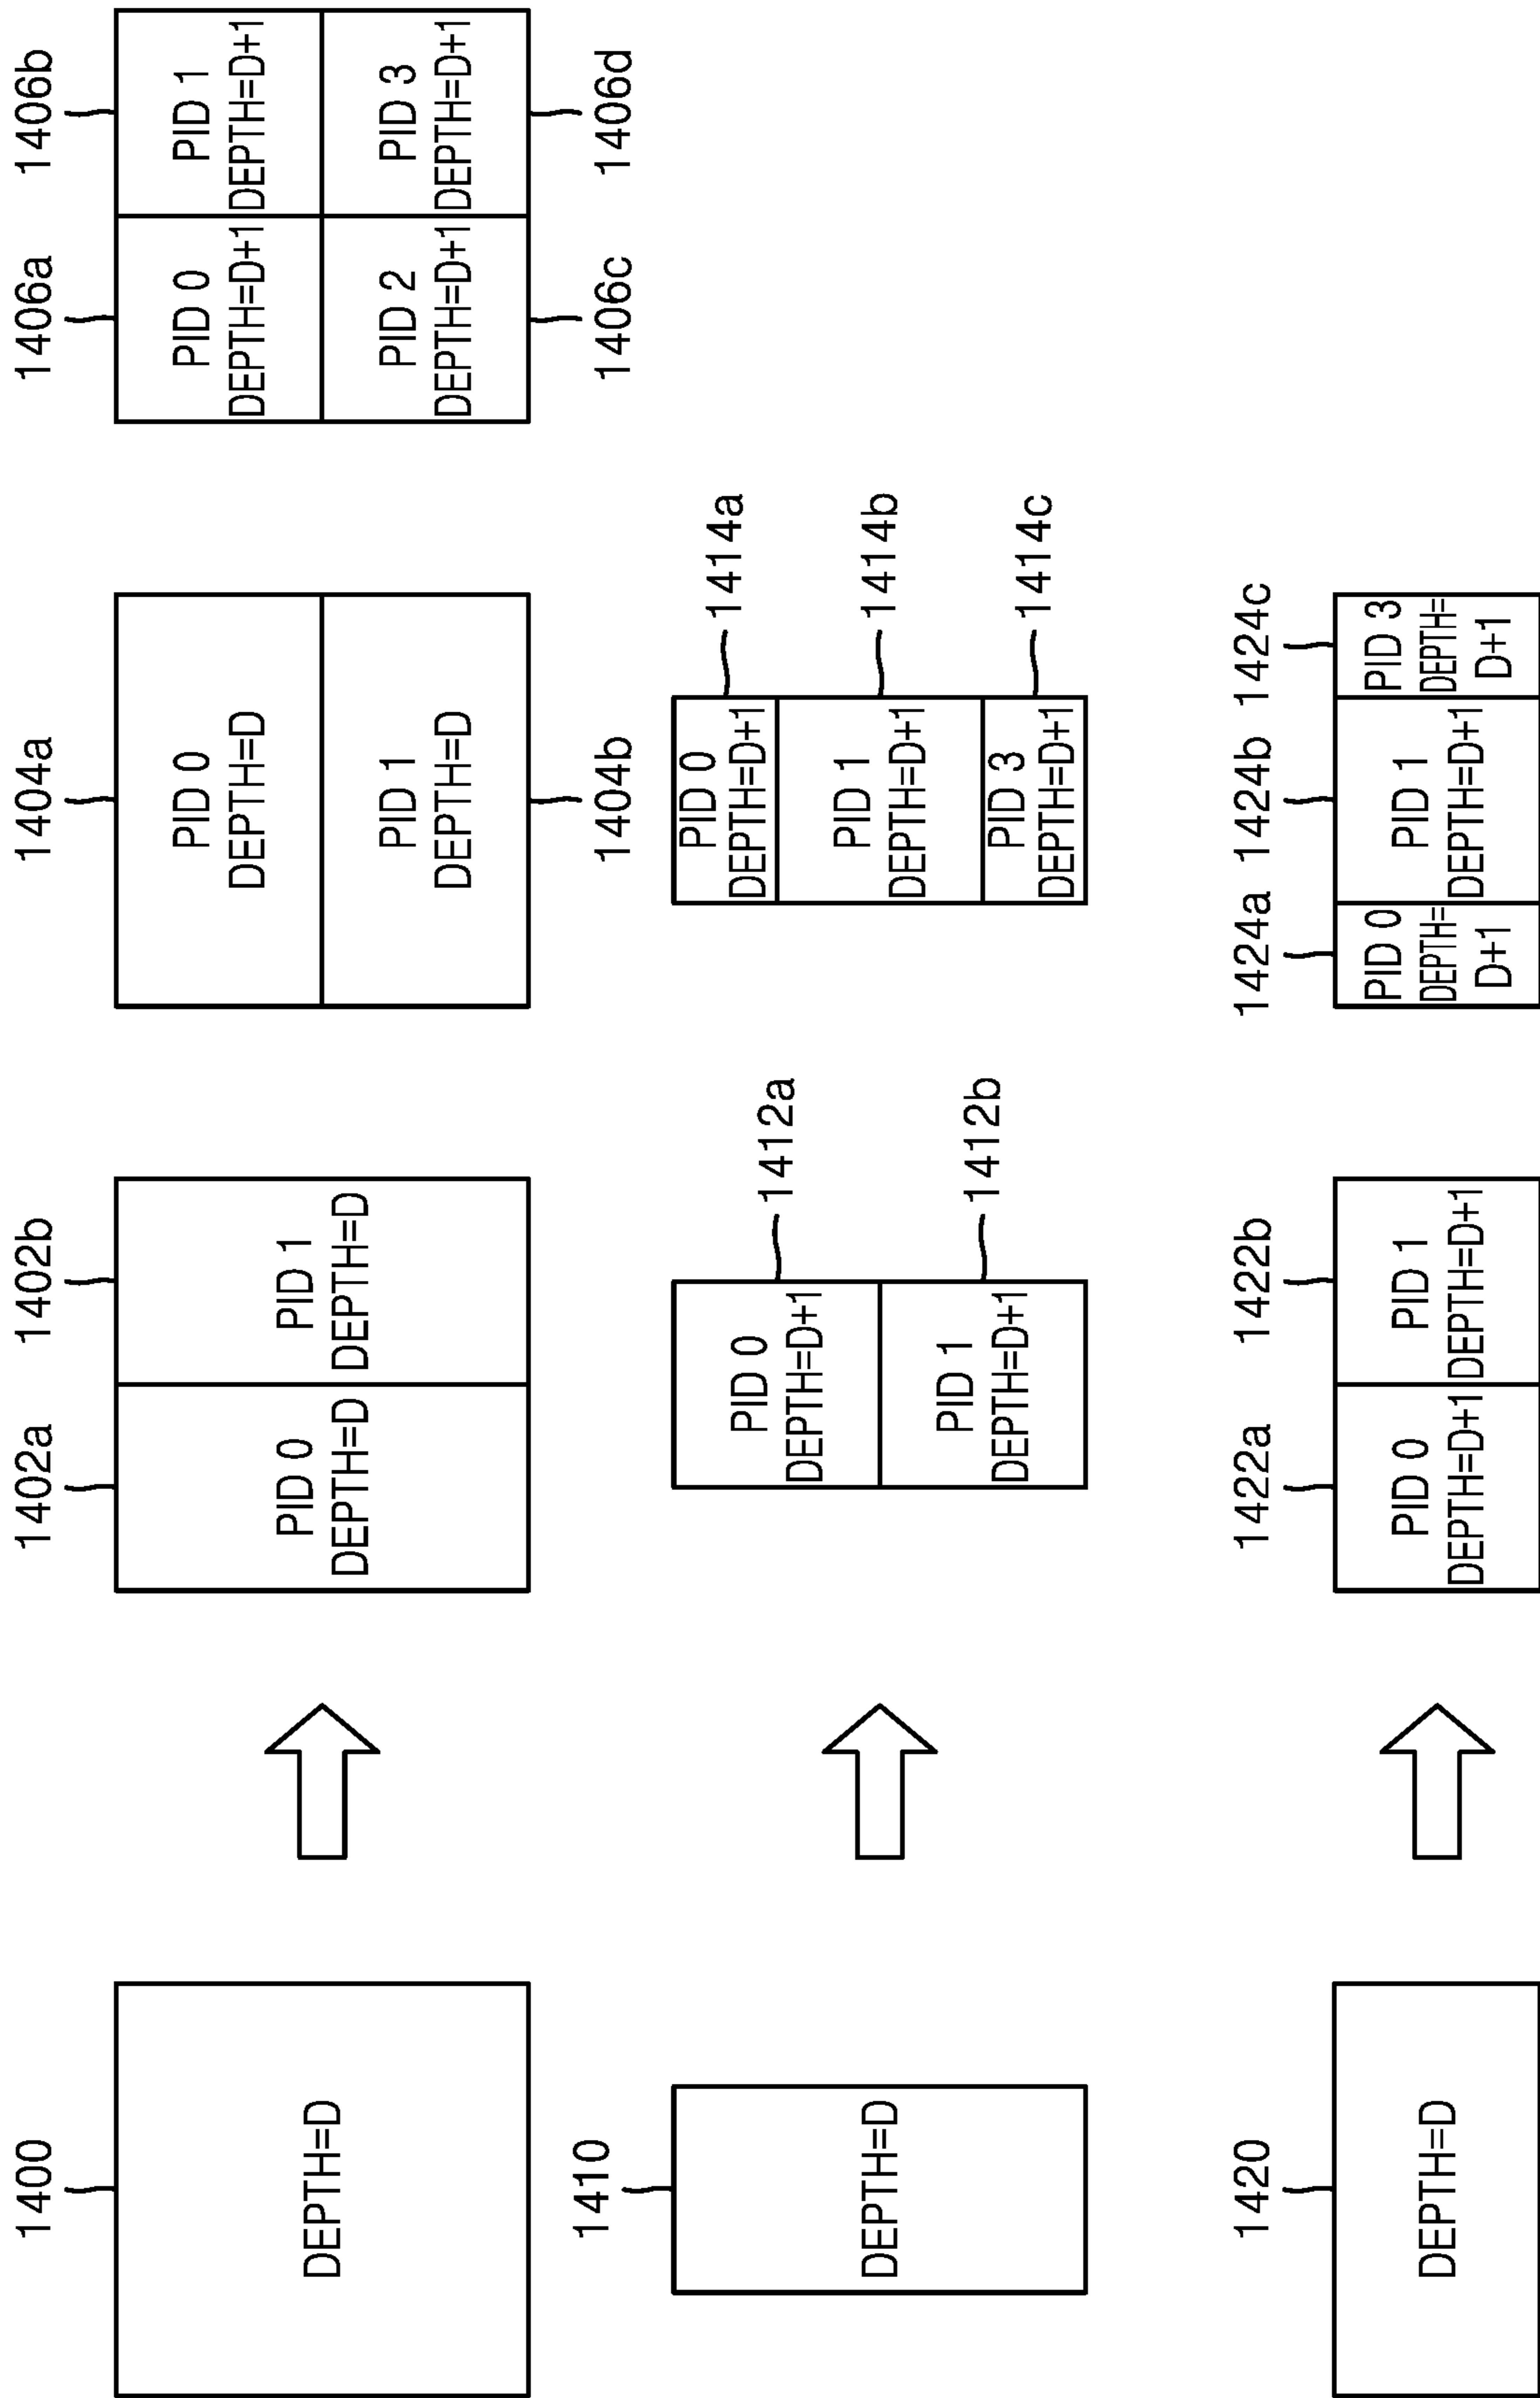 1400
DEPTH=D
1402a
1402b
PID 0
DEPTH=D
PID 1
DEPTH=D
1404a
PID 0
DEPTH=D
PID 1
DEPTH=D
1404b
1406a
1406b
PID 0
DEPTH=D+1
PID 1
DEPTH=D+1
PID 2
DEPTH=D+1
PID 3
DEPTH=D+1
1406c
1406d
1410
DEPTH=D
PID 0
DEPTH=D+1
1412a
PID 1
DEPTH=D+1
1412b
PID 0
DEPTH=D+1
1414a
PID 1
DEPTH=D+1
1414b
PID 3
DEPTH=D+1
1414c
1420
DEPTH=D
1422a
1422b
PID 0
DEPTH=D+1
PID 1
DEPTH=D+1
1424a
1424b
1424c
PID 0
DEPTH=
D+1
PID 1
DEPTH=D+1
PID 3
DEPTH=
D+1